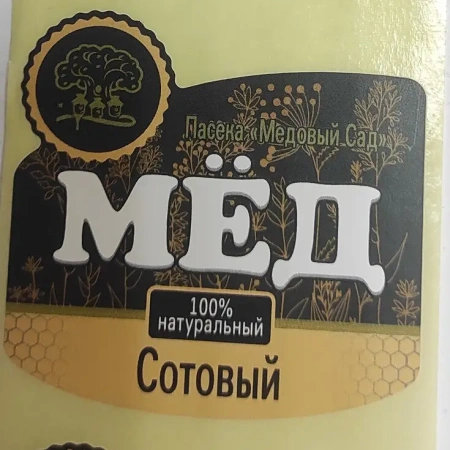 Пасека «Медовый Сад»
МЁД
100%
натуральный
Сотовый